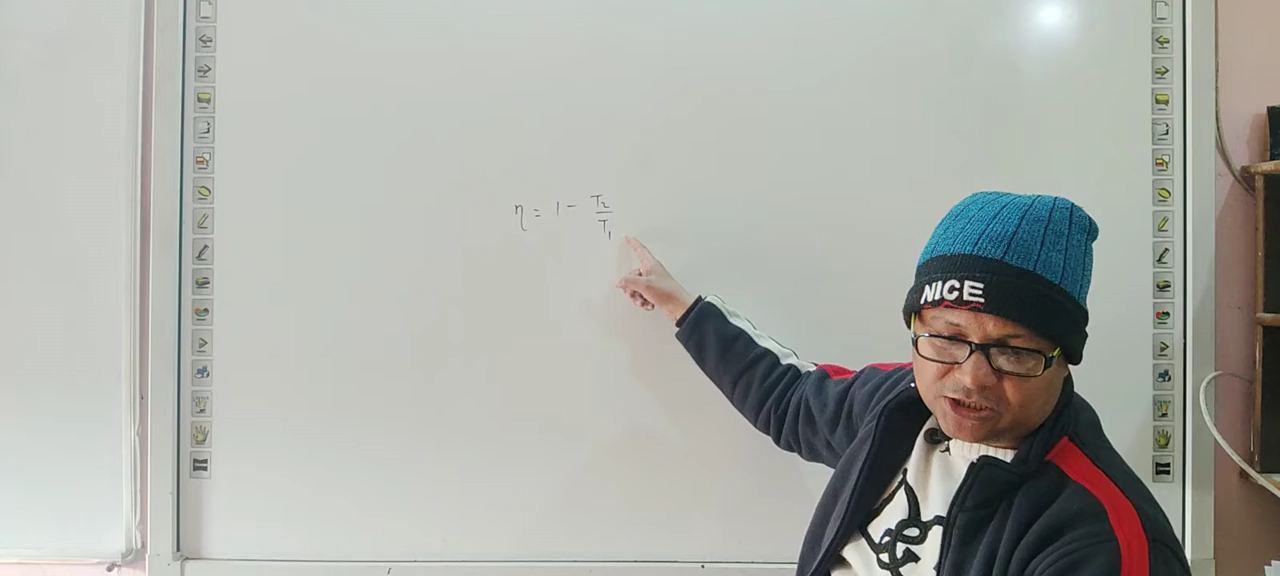 η = 1 - T₂/T₁
NICE